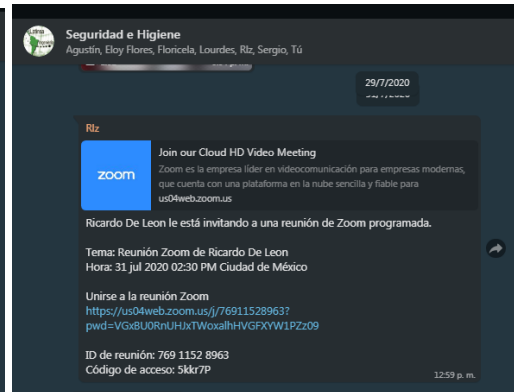 Seguridad e Higiene
Agustín, Eloy Flores, Floricela, Lourdes, Rlz, Sergio, Tú
29/7/2020
Rlz
zoom
Join our Cloud HD Video Meeting
Zoom es la empresa líder en videocomunicación para empresas modernas,
que cuenta con una plataforma en la nube sencilla y fiable para
us04web.zoom.us
Ricardo De Leon le está invitando a una reunión de Zoom programada.
Tema: Reunión Zoom de Ricardo De Leon
Hora: 31 jul 2020 02:30 PM Ciudad de México
Unirse a la reunión Zoom
https://us04web.zoom.us/j/76911528963?
pwd=VGxBU0RnUHJxTWoxalhHVGFXYW1PZz09
ID de reunión: 769 1152 8963
Código de acceso: 5kkr7P
12:59 p. m.